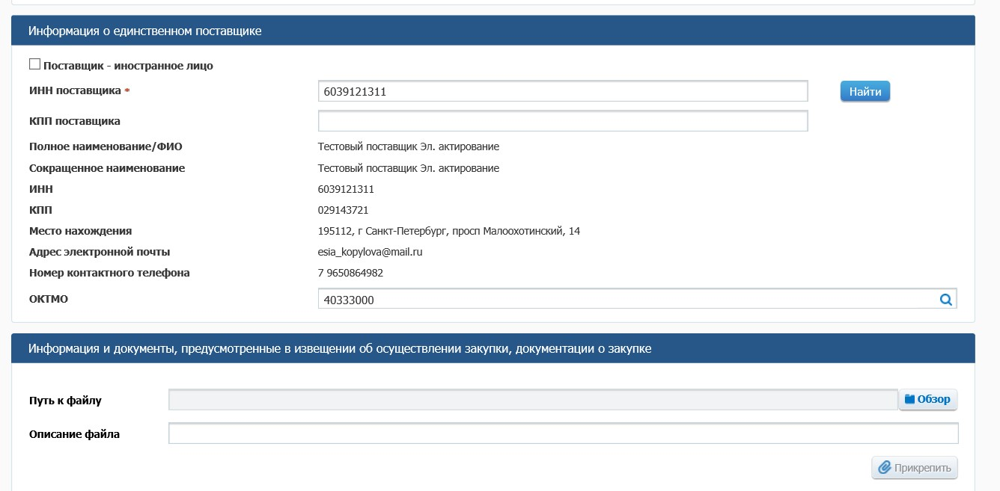 Информация о единственном поставщике
Поставщик - иностранное лицо
ИНН поставщика * 6039121311 Найти
КПП поставщика
Полное наименование/ФИО Тестовый поставщик Эл. актирование
Сокращенное наименование Тестовый поставщик Эл. актирование
ИНН 6039121311
КПП 029143721
Место нахождения 195112, г Санкт-Петербург, просп Малоохотинский, 14
Адрес электронной почты esia_kopylova@mail.ru
Номер контактного телефона 7 9650864982
ОКТМО 40333000
Информация и документы, предусмотренные в извещении об осуществлении закупки, документации о закупке
Путь к файлу Обзор
Описание файла
Прикрепить